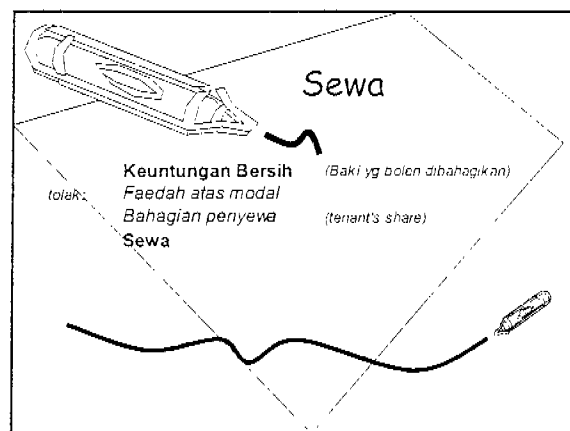 Sewa
Keuntungan Bersih (Baki yg boleh dibahagikan)
tolak: Faedah atas modal
Bahagian penyewa (tenant's share)
Sewa